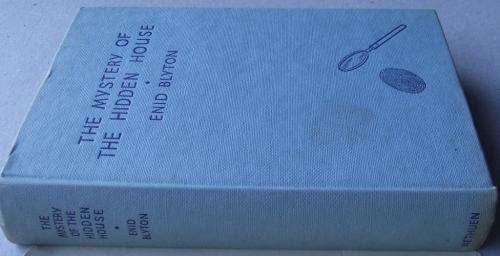 THE MYSTERY OF
THE HIDDEN HOUSE
•
ENID BLYTON
THE
MYSTERY
OF THE
HIDDEN
HOUSE
•
ENID
BLYTON
METHUEN